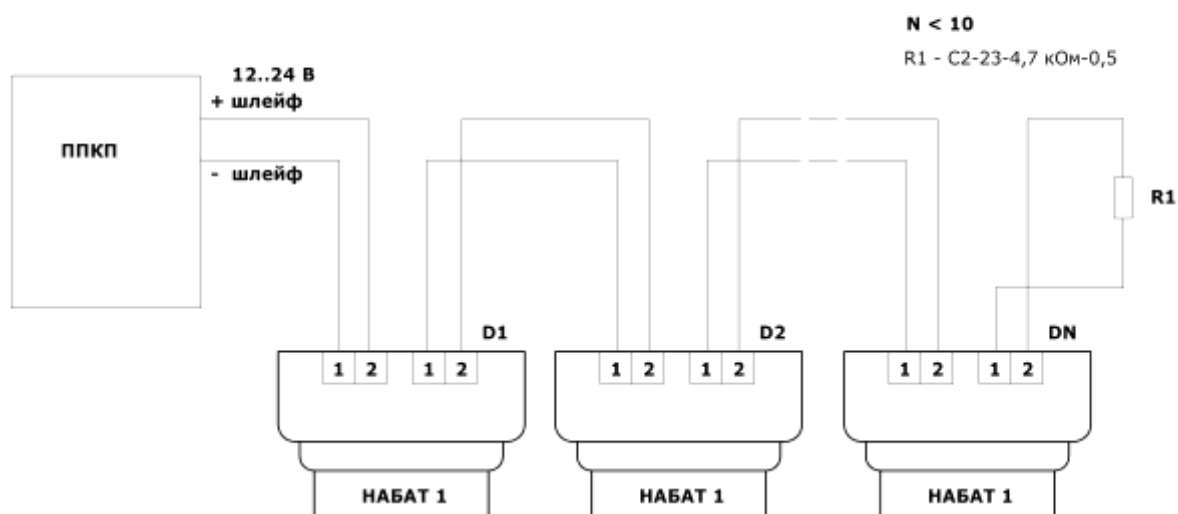 N < 10
R1 - С2-23-4,7 кОм-0,5
12..24 В
+ шлейф
ППКП
- шлейф
R1
D1
D2
DN
1 2 1 2
1 2 1 2
1 2 1 2
НАБАТ 1
НАБАТ 1
НАБАТ 1